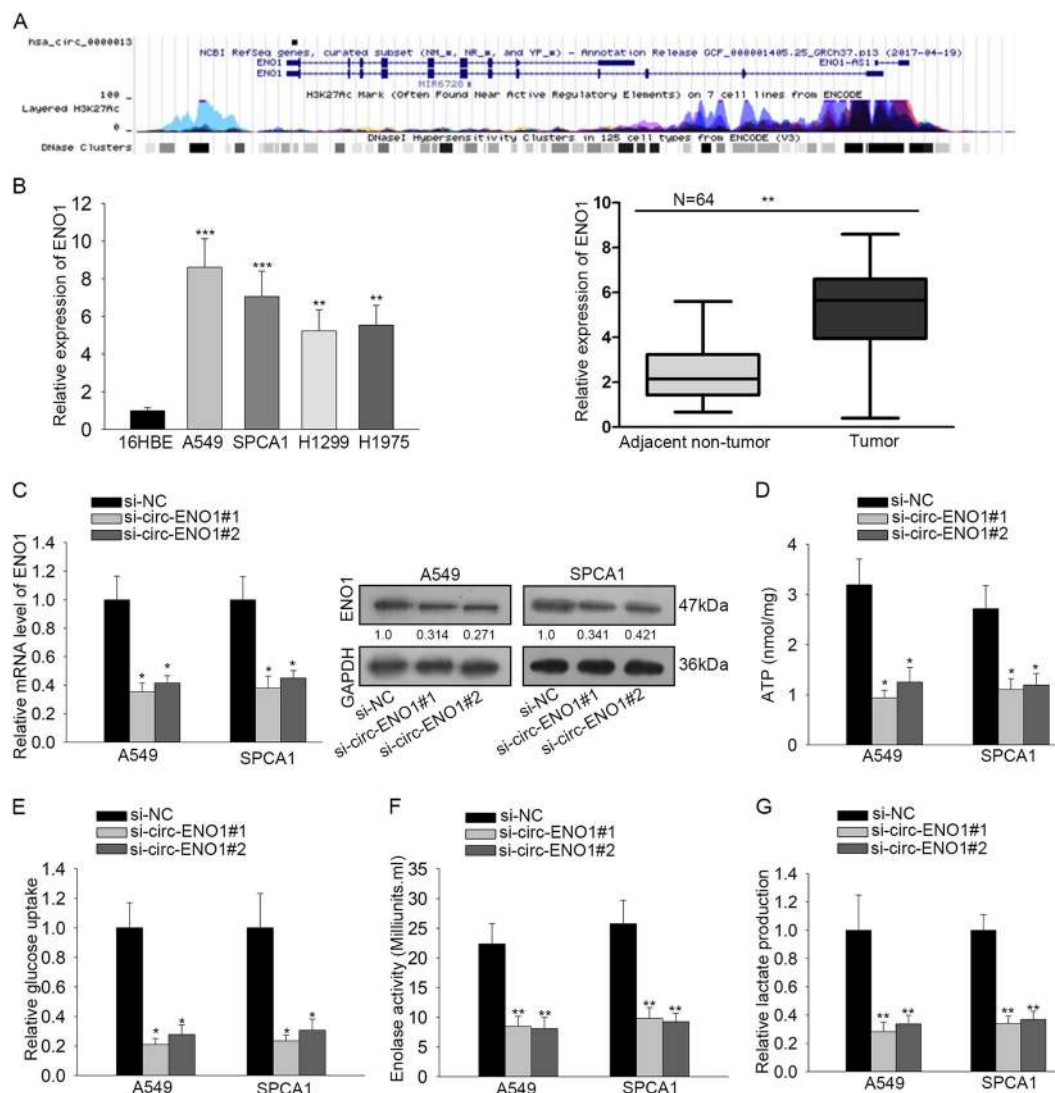 A
hsa_circ_0000013
NCBI RefSeq genes, curated subset (NM_*, NR_*, and YP_*) - Annotation Release GCF_000001405.25_GRCh37.p13 (2017-04-19)
ENO1
ENO1-AS1
ENO1
MIR6728
H3K27Ac Mark (Often Found Near Active Regulatory Elements) on 7 cell lines from ENCODE
100
Layered H3K27Ac
0
DNaseI Hypersensitivity Clusters in 125 cell types from ENCODE (V3)
DNase Clusters
B
Relative expression of ENO1
12
10
8
6
4
2
0
***
***
**
**
16HBE A549 SPCA1 H1299 H1975
Relative expression of ENO1
10
8
6
4
2
0
N=64 **
Adjacent non-tumor Tumor
C
si-NC
si-circ-ENO1#1
si-circ-ENO1#2
Relative mRNA level of ENO1
1.4
1.2
1.0
0.8
0.6
0.4
0.2
0.0
* * * *
A549 SPCA1
A549 SPCA1
ENO1
47kDa
1.0 0.314 0.271 1.0 0.341 0.421
GAPDH
36kDa
si-NC
si-circ-ENO1#1
si-circ-ENO1#2
si-NC
si-circ-ENO1#1
si-circ-ENO1#2
D
si-NC
si-circ-ENO1#1
si-circ-ENO1#2
ATP (nmol/mg)
4
3
2
1
0
* * * *
A549 SPCA1
E
si-NC
si-circ-ENO1#1
si-circ-ENO1#2
Relative glucose uptake
1.4
1.2
1.0
0.8
0.6
0.4
0.2
0.0
* * * *
A549 SPCA1
F
si-NC
si-circ-ENO1#1
si-circ-ENO1#2
Enolase activity (Milliunits.ml)
35
30
25
20
15
10
5
0
** ** ** **
A549 SPCA1
G
si-NC
si-circ-ENO1#1
si-circ-ENO1#2
Relative lactate production
1.4
1.2
1.0
0.8
0.6
0.4
0.2
0.0
** ** ** **
A549 SPCA1